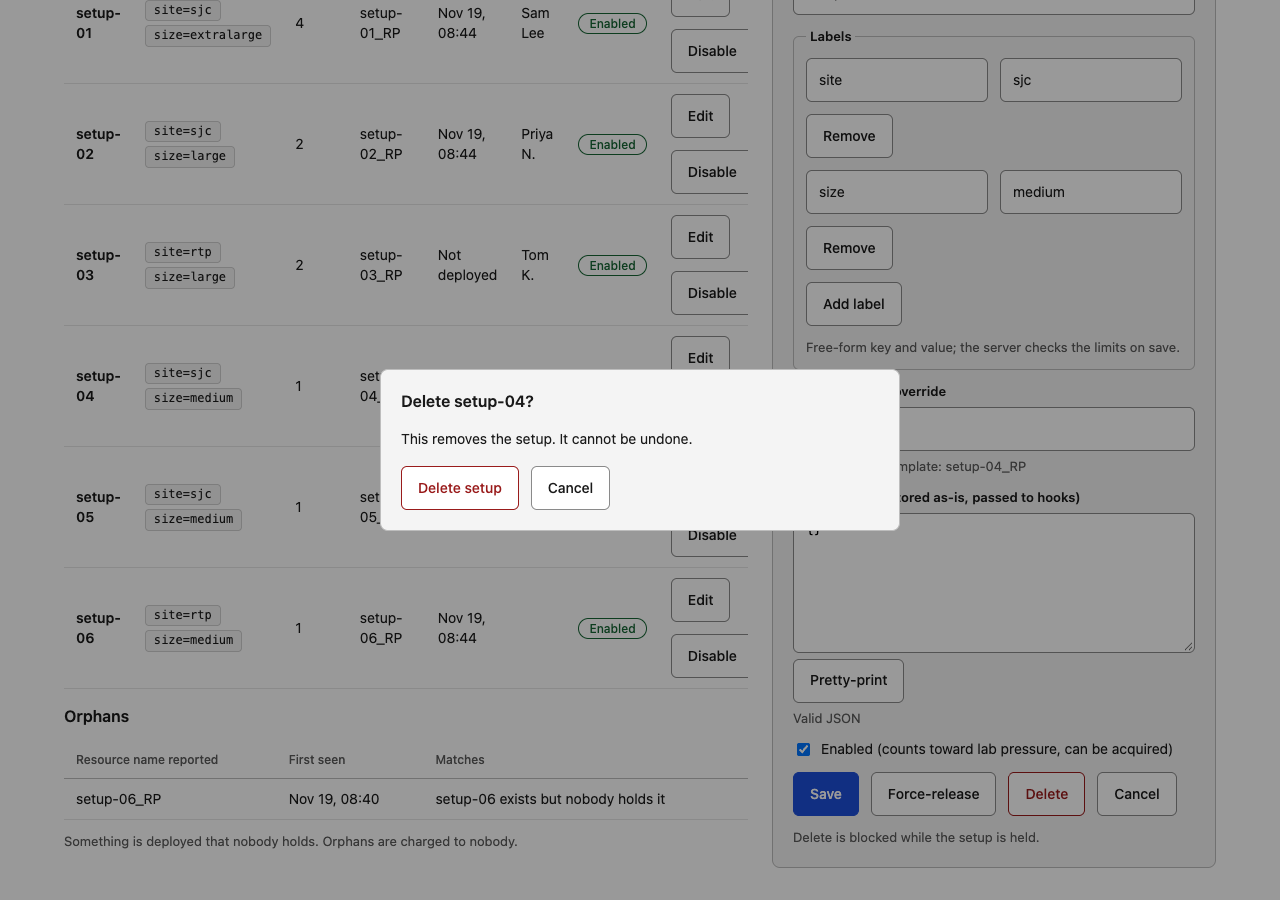 setup-01
site=sjc
size=extralarge
4
setup-01_RP
Nov 19, 08:44
Sam Lee
Enabled
Disable
setup-02
site=sjc
size=large
2
setup-02_RP
Nov 19, 08:44
Priya N.
Enabled
Edit
Disable
setup-03
site=rtp
size=large
2
setup-03_RP
Not deployed
Tom K.
Enabled
Edit
Disable
setup-04
site=sjc
size=medium
1
Edit
setup-05
site=sjc
size=medium
1
Disable
setup-06
site=rtp
size=medium
1
setup-06_RP
Nov 19, 08:44
Enabled
Edit
Disable
Orphans
Resource name reported
First seen
Matches
setup-06_RP
Nov 19, 08:40
setup-06 exists but nobody holds it
Something is deployed that nobody holds. Orphans are charged to nobody.
Labels
site
sjc
Remove
size
medium
Remove
Add label
Free-form key and value; the server checks the limits on save.
override
setup-04_RP
as-is, passed to hooks)
Pretty-print
Valid JSON
Enabled (counts toward lab pressure, can be acquired)
Save
Force-release
Delete
Cancel
Delete is blocked while the setup is held.
Delete setup-04?
This removes the setup. It cannot be undone.
Delete setup
Cancel